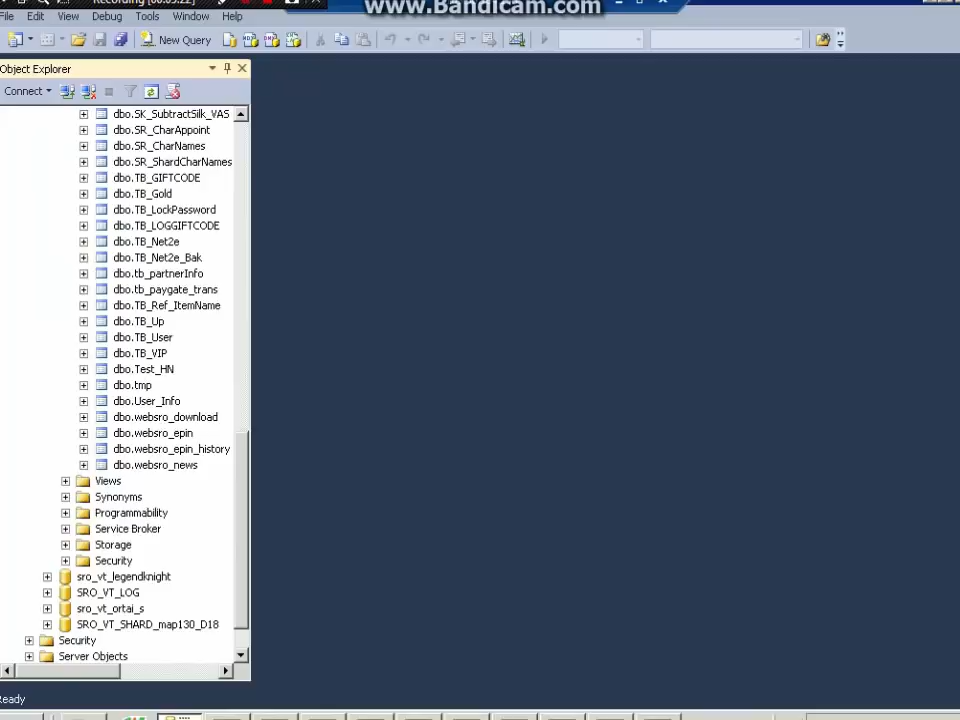 www.Bandicam.com
File Edit View Debug Tools Window Help
New Query
Object Explorer
Connect
dbo.SK_SubtractSilk_VAS
dbo.SR_CharAppoint
dbo.SR_CharNames
dbo.SR_ShardCharNames
dbo.TB_GIFTCODE
dbo.TB_Gold
dbo.TB_LockPassword
dbo.TB_LOGGIFTCODE
dbo.TB_Net2e
dbo.TB_Net2e_Bak
dbo.tb_partnerInfo
dbo.tb_paygate_trans
dbo.TB_Ref_ItemName
dbo.TB_Up
dbo.TB_User
dbo.TB_VIP
dbo.Test_HN
dbo.tmp
dbo.User_Info
dbo.websro_download
dbo.websro_epin
dbo.websro_epin_history
dbo.websro_news
Views
Synonyms
Programmability
Service Broker
Storage
Security
sro_vt_legendknight
SRO_VT_LOG
sro_vt_ortai_s
SRO_VT_SHARD_map130_D18
Security
Server Objects
Ready